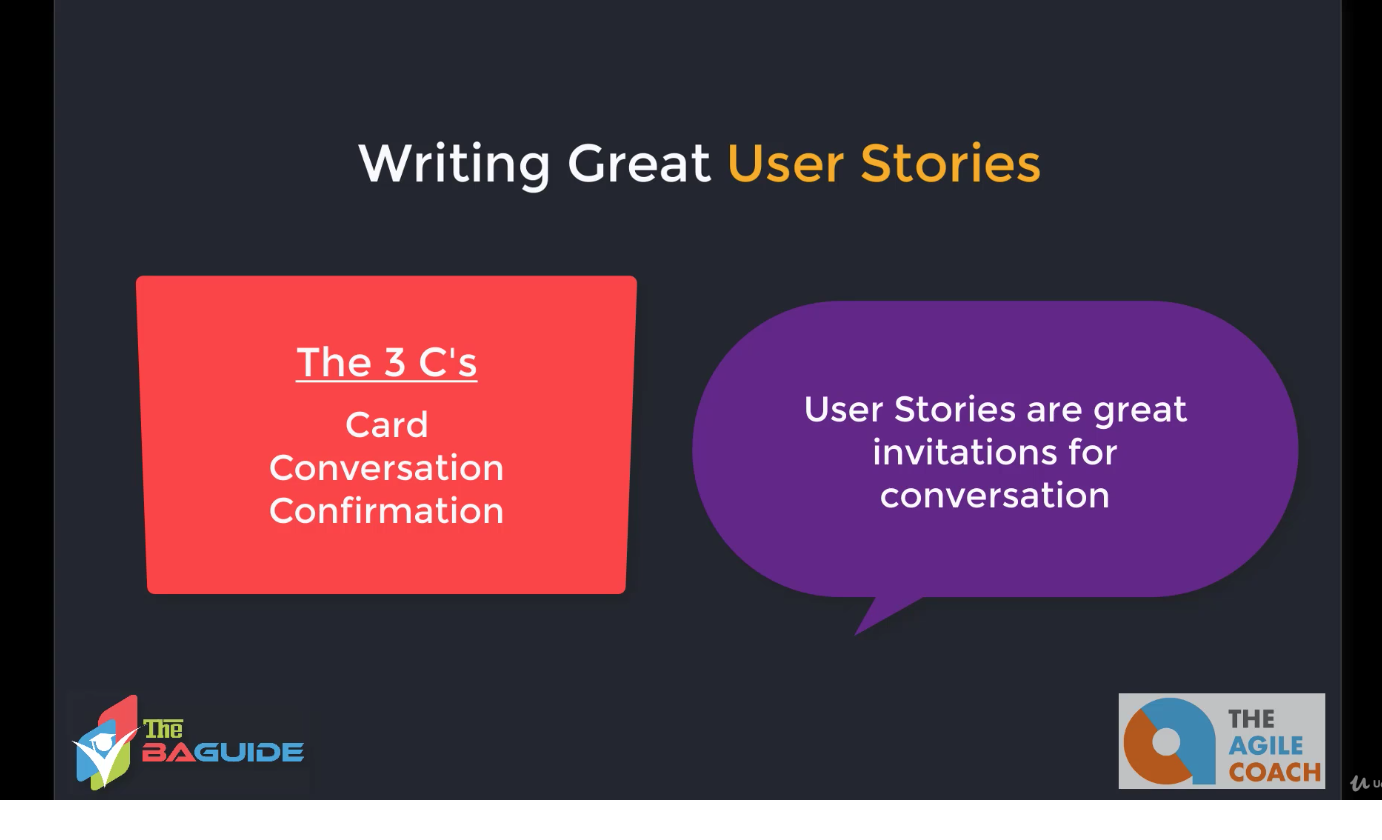 Writing Great User Stories
The 3 C's
Card
Conversation
Confirmation
User Stories are great
invitations for
conversation
The
BAGUIDE
THE
AGILE
COACH